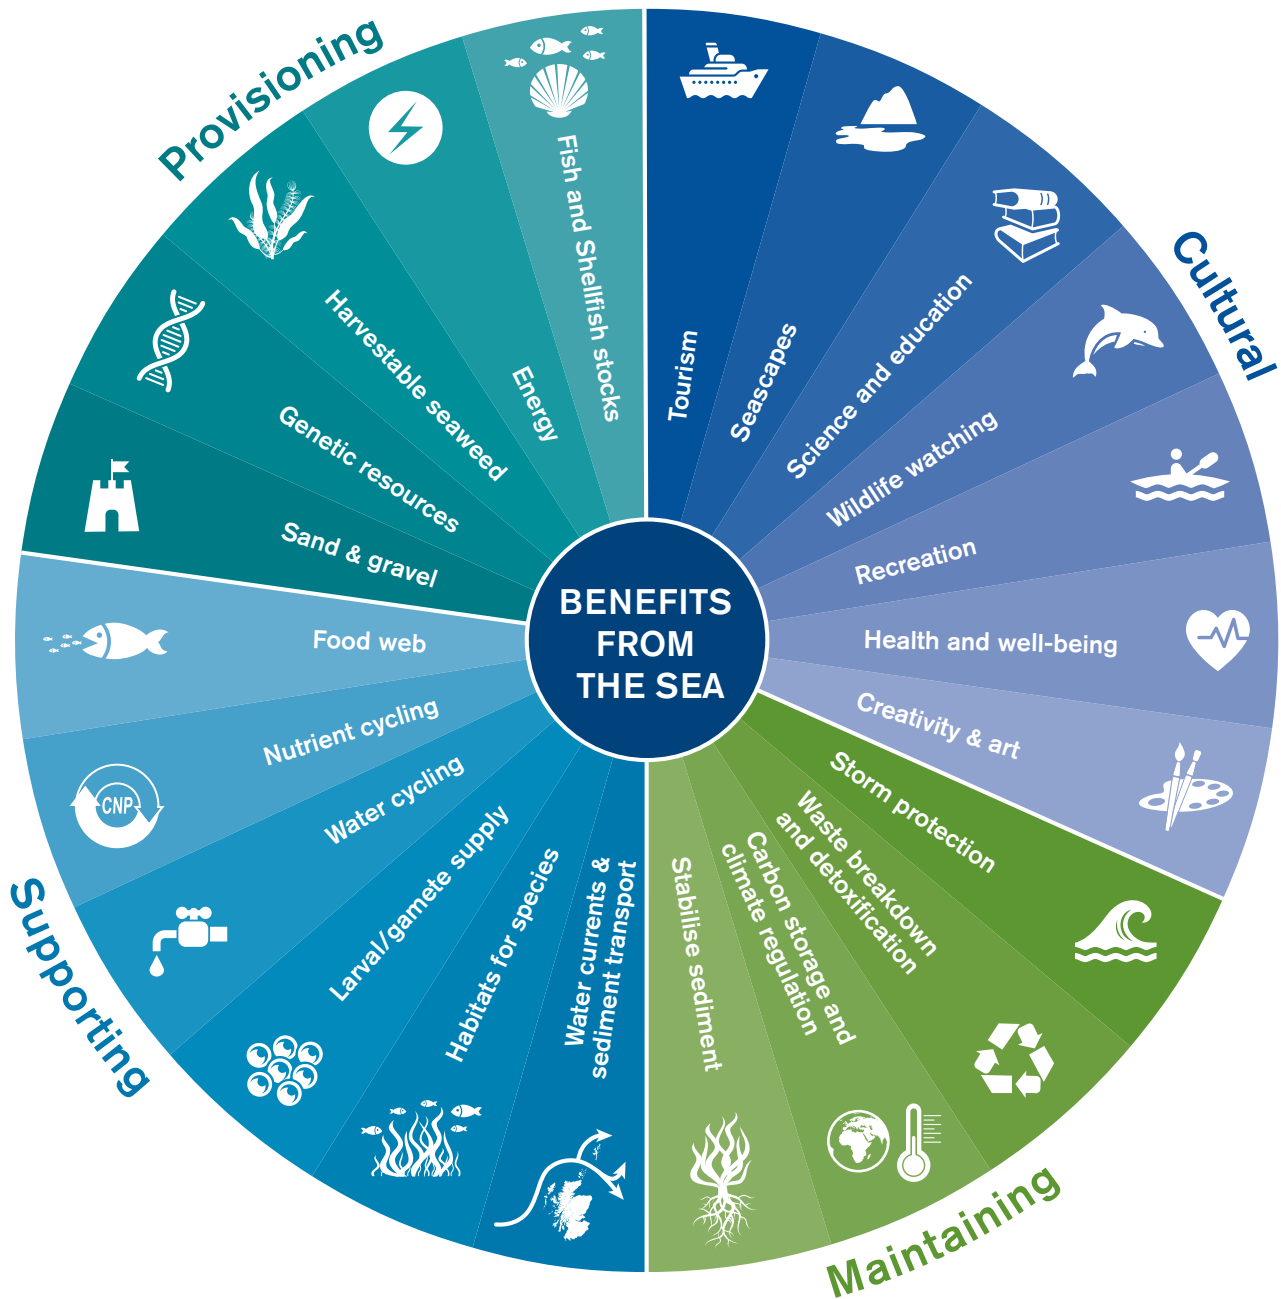 BENEFITS
FROM
THE SEA
Provisioning
Sand & gravel
Genetic resources
Harvestable seaweed
Energy
Fish and Shellfish stocks
Cultural
Tourism
Seascapes
Science and education
Wildlife watching
Recreation
Health and well-being
Creativity & art
Maintaining
Storm protection
Waste breakdown
and detoxification
Carbon storage and
climate regulation
Stabilise sediment
Supporting
Water currents &
sediment transport
Habitats for species
Larval/gamete supply
Water cycling
Nutrient cycling
CNP
Food web